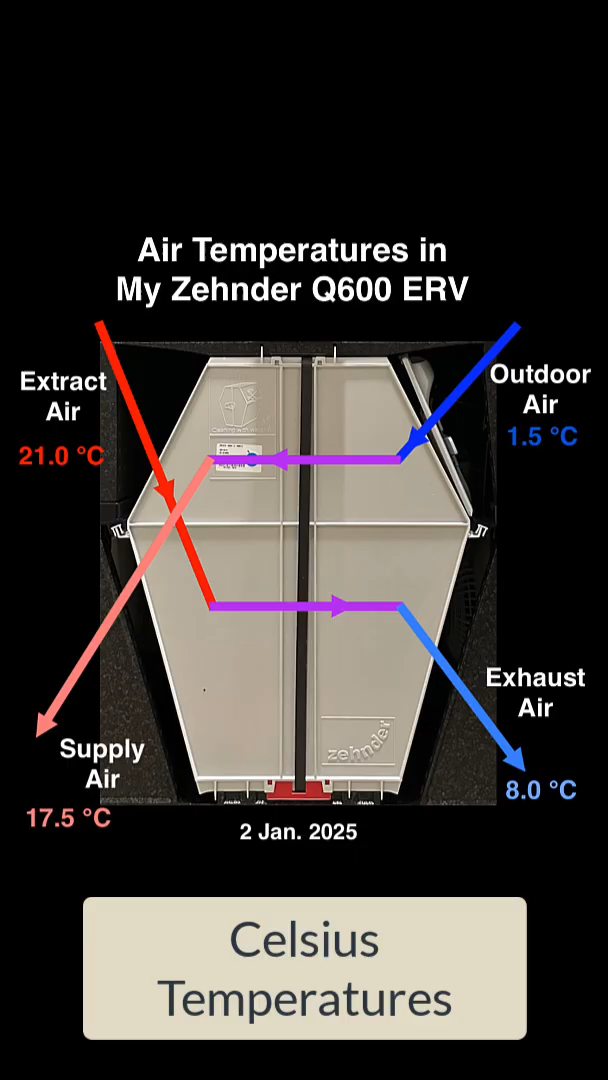 Air Temperatures in
My Zehnder Q600 ERV
Extract
Air
21.0 °C
Outdoor
Air
1.5 °C
zehnder
Exhaust
Air
8.0 °C
Supply
Air
17.5 °C
2 Jan. 2025
Celsius
Temperatures